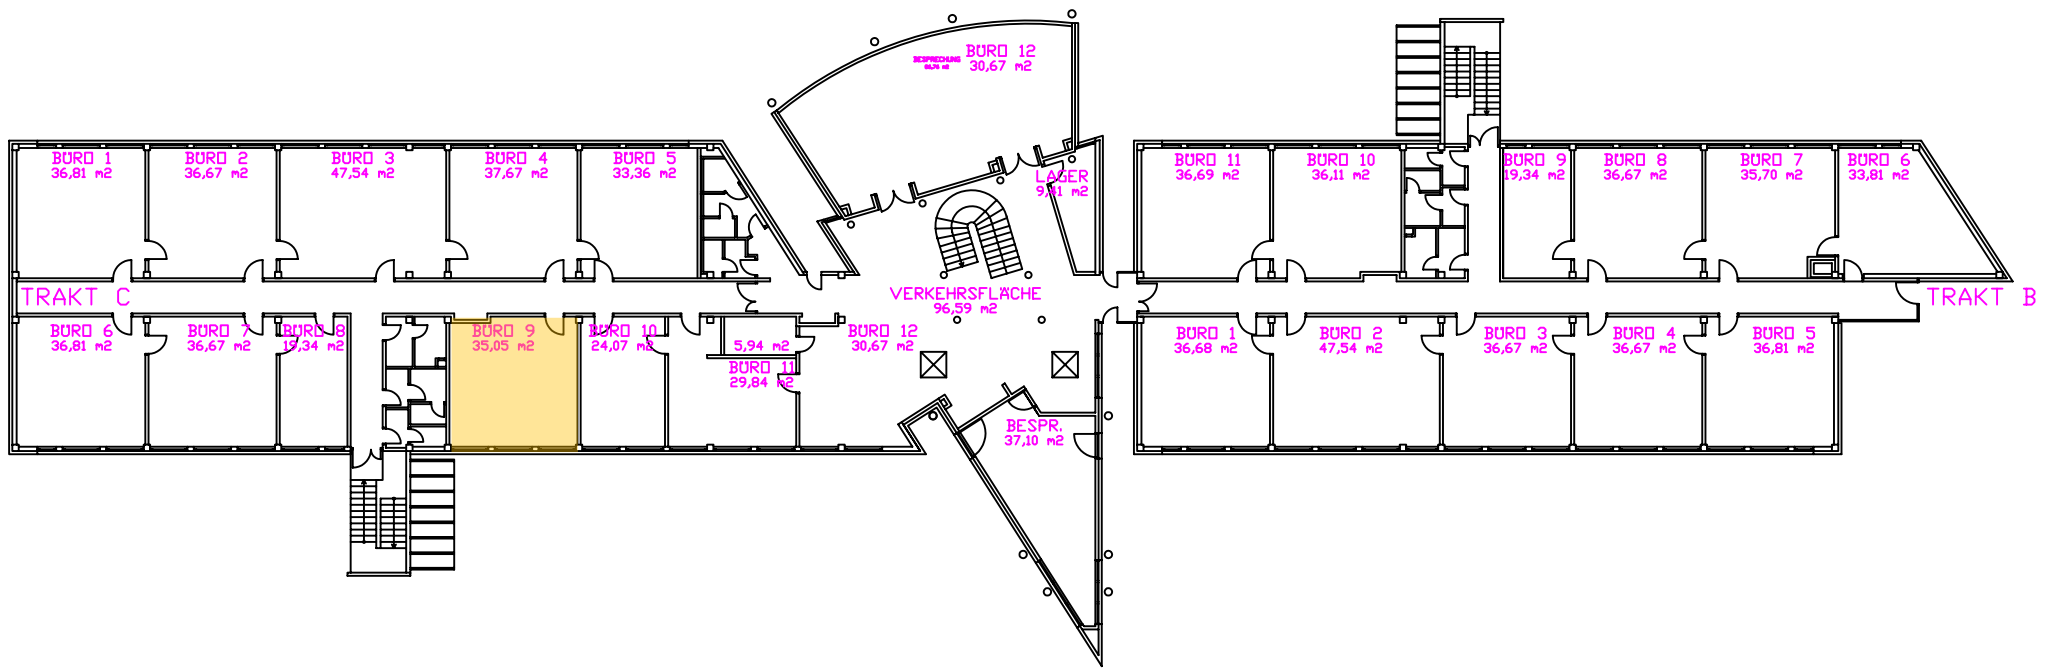 BÜRO 12
30,67 m2
BESPRECHUNG
BÜRO 1
36,81 m2
BÜRO 2
36,67 m2
BÜRO 3
47,54 m2
BÜRO 4
37,67 m2
BÜRO 5
33,36 m2
LAGER
9,41 m2
BÜRO 11
36,69 m2
BÜRO 10
36,11 m2
BÜRO 9
19,34 m2
BÜRO 8
36,67 m2
BÜRO 7
35,70 m2
BÜRO 6
33,81 m2
TRAKT C
VERKEHRSFLÄCHE
96,59 m2
TRAKT B
BÜRO 6
36,81 m2
BÜRO 7
36,67 m2
BÜRO 8
19,34 m2
BÜRO 9
35,05 m2
BÜRO 10
24,07 m2
5,94 m2
BÜRO 11
29,84 m2
BÜRO 12
30,67 m2
BESPR.
37,10 m2
BÜRO 1
36,68 m2
BÜRO 2
47,54 m2
BÜRO 3
36,67 m2
BÜRO 4
36,67 m2
BÜRO 5
36,81 m2